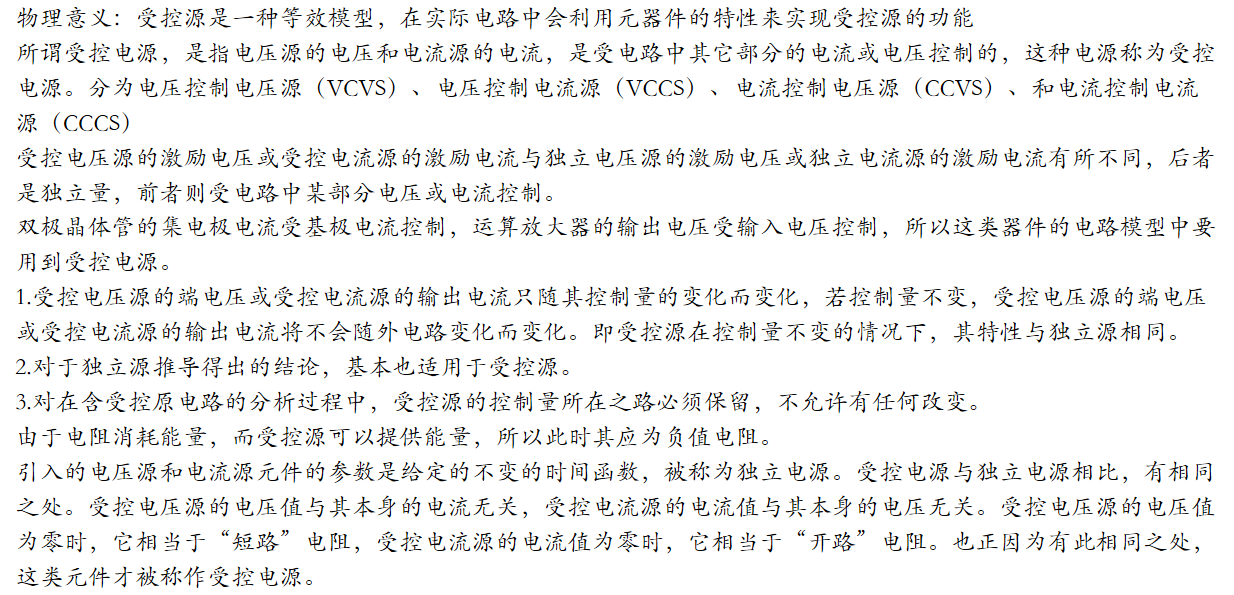 物理意义：受控源是一种等效模型，在实际电路中会利用元器件的特性来实现受控源的功能
所谓受控电源，是指电压源的电压和电流源的电流，是受电路中其它部分的电流或电压控制的，这种电源称为受控
电源。分为电压控制电压源（VCVS）、电压控制电流源（VCCS）、电流控制电压源（CCVS）、和电流控制电流
源（CCCS）
受控电压源的激励电压或受控电流源的激励电流与独立电压源的激励电压或独立电流源的激励电流有所不同，后者
是独立量，前者则受电路中某部分电压或电流控制。
双极晶体管的集电极电流受基极电流控制，运算放大器的输出电压受输入电压控制，所以这类器件的电路模型中要
用到受控电源。
1.受控电压源的端电压或受控电流源的输出电流只随其控制量的变化而变化，若控制量不变，受控电压源的端电压
或受控电流源的输出电流将不会随外电路变化而变化。即受控源在控制量不变的情况下，其特性与独立源相同。
2.对于独立源推导得出的结论，基本也适用于受控源。
3.对在含受控原电路的分析过程中，受控源的控制量所在之路必须保留，不允许有任何改变。
由于电阻消耗能量，而受控源可以提供能量，所以此时其应为负值电阻。
引入的电压源和电流源元件的参数是给定的不变的时间函数，被称为独立电源。受控电源与独立电源相比，有相同
之处。受控电压源的电压值与其本身的电流无关，受控电流源的电流值与其本身的电压无关。受控电压源的电压值
为零时，它相当于“短路”电阻，受控电流源的电流值为零时，它相当于“开路”电阻。也正因为有此相同之处，
这类元件才被称作受控电源。